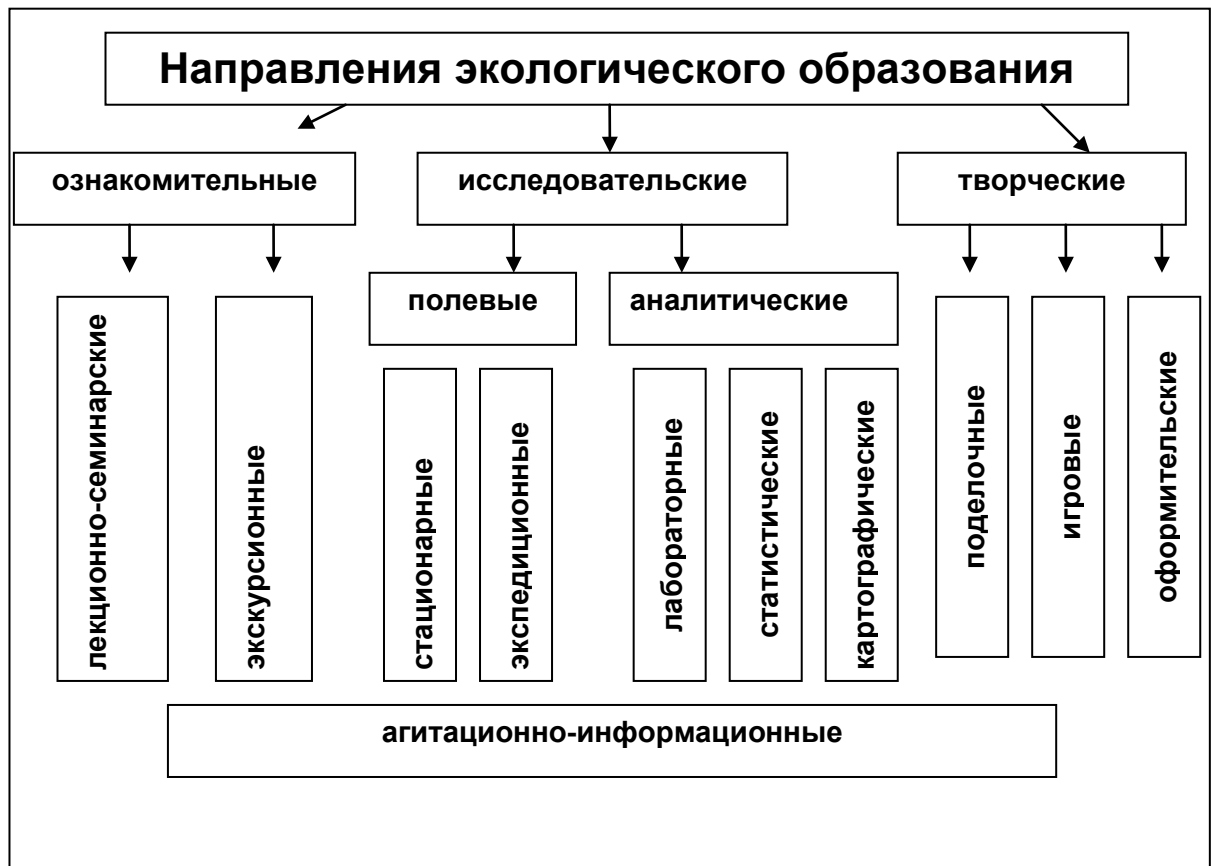 Направления экологического образования
ознакомительные
исследовательские
творческие
полевые
аналитические
лекционно-семинарские
экскурсионные
стационарные
экспедиционные
лабораторные
статистические
картографические
поделочные
игровые
оформительские
агитационно-информационные